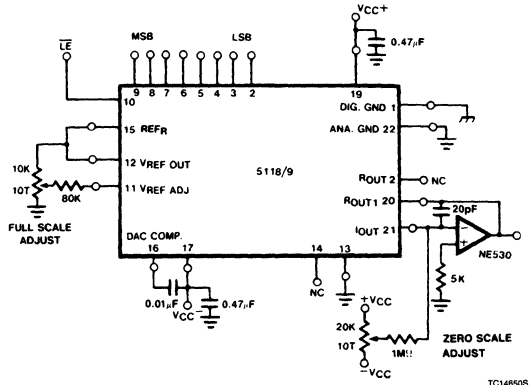 VCC+
LE
MSB
LSB
0.47µF
9 8 7 6 5 4 3 2
19
10
DIG. GND 1
15 REFR
ANA. GND 22
12 VREF OUT
5118/9
10K
10T
11 VREF ADJ
80K
ROUT 2
NC
ROUT 1 20
20pF
FULL SCALE
ADJUST
IOUT 21
−
+
NE530
DAC COMP.
16 17
14
13
5K
0.01µF
0.47µF
NC
VCC−
+VCC
20K
10T
1MΩ
ZERO SCALE
ADJUST
−VCC
TC14650S